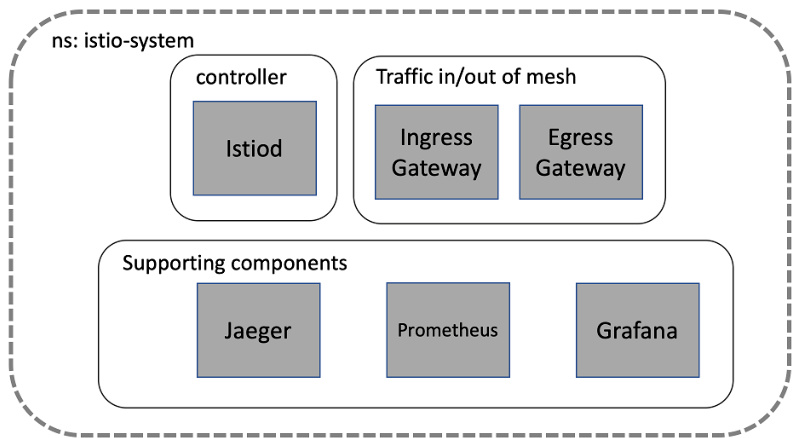 ns: istio-system
controller
Istiod
Traffic in/out of mesh
Ingress
Gateway
Egress
Gateway
Supporting components
Jaeger
Prometheus
Grafana